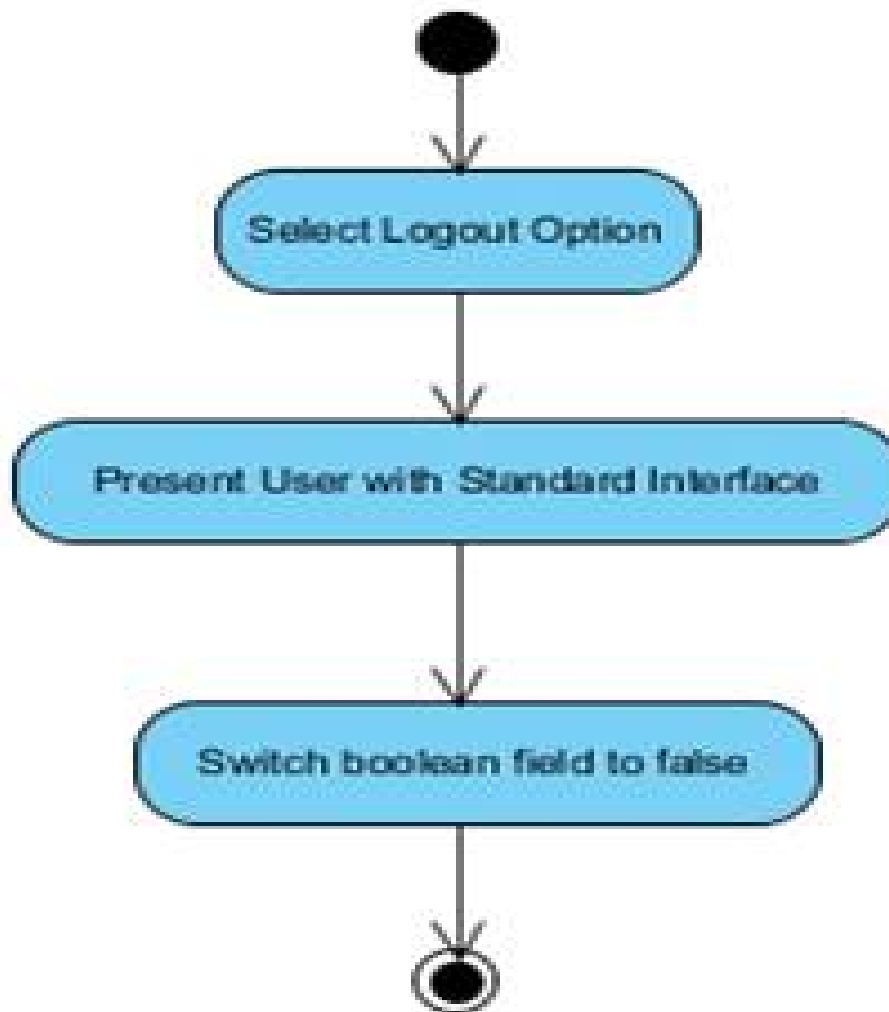 Select Logout Option
Present User with Standard Interface
Switch boolean field to false